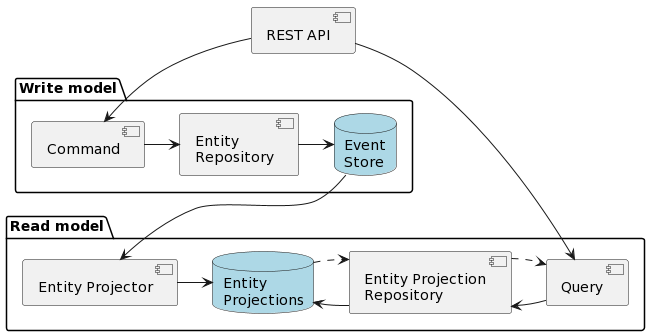 REST API
Write model
Command
Entity
Repository
Event
Store
Read model
Entity Projector
Entity
Projections
Entity Projection
Repository
Query